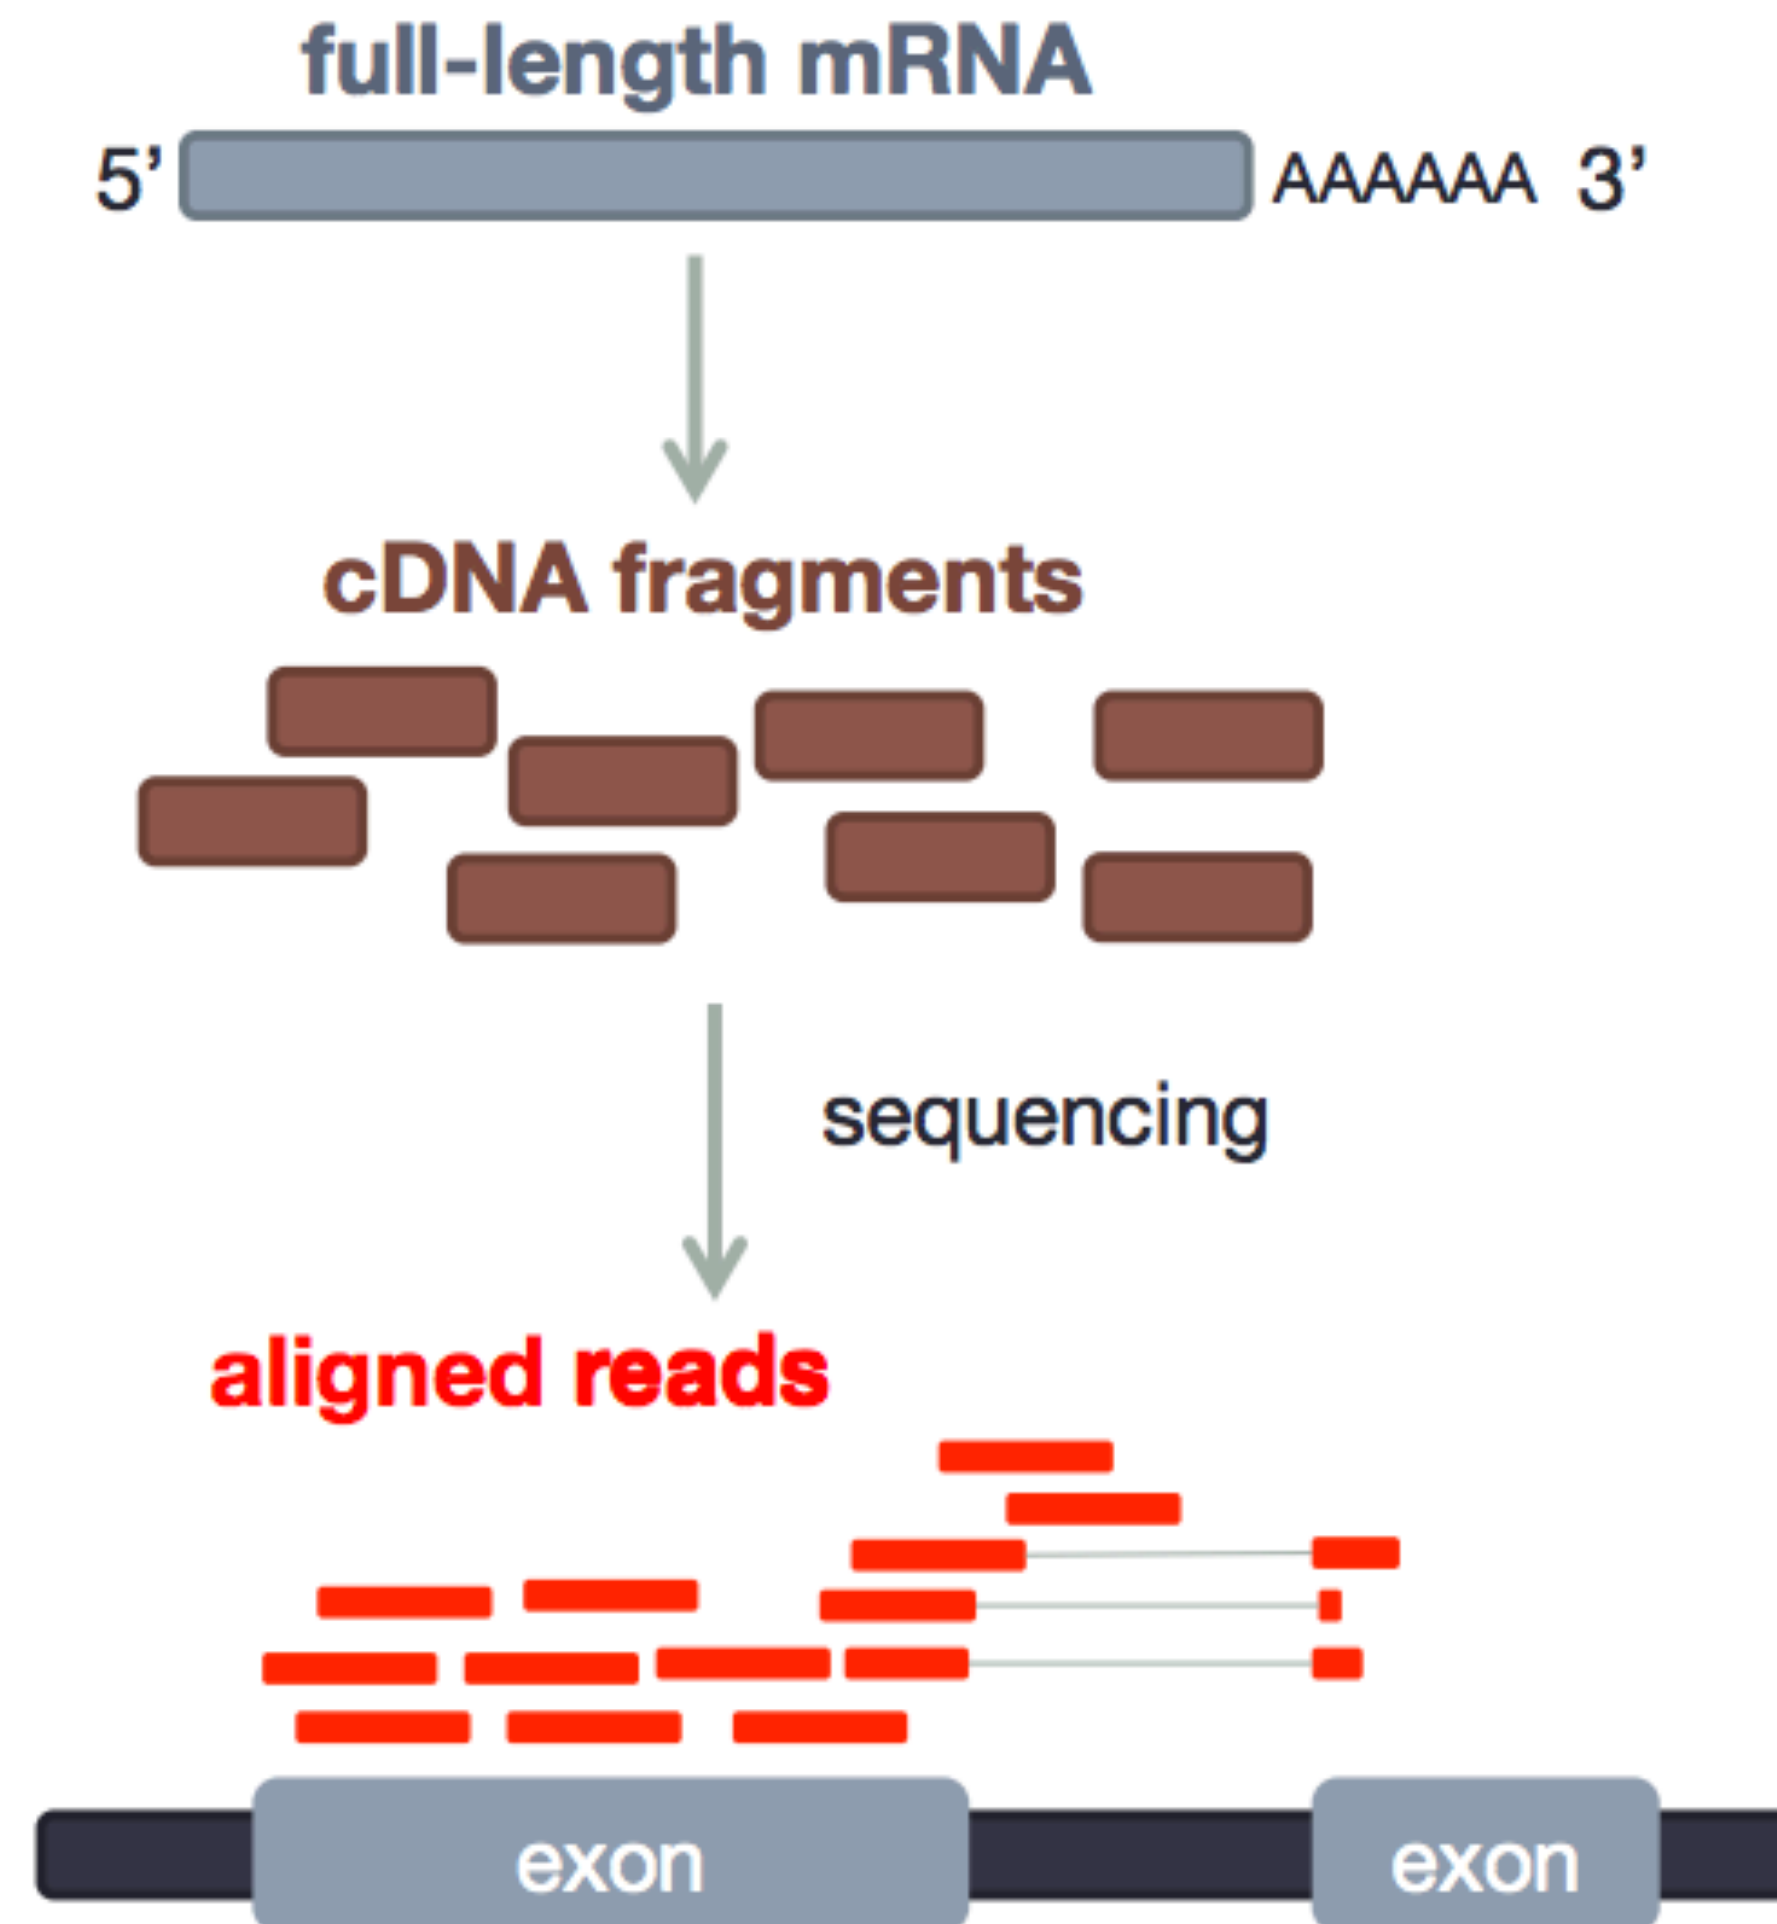 full-length mRNA
5’ AAAAAA 3’
cDNA fragments
sequencing
aligned reads
exon exon